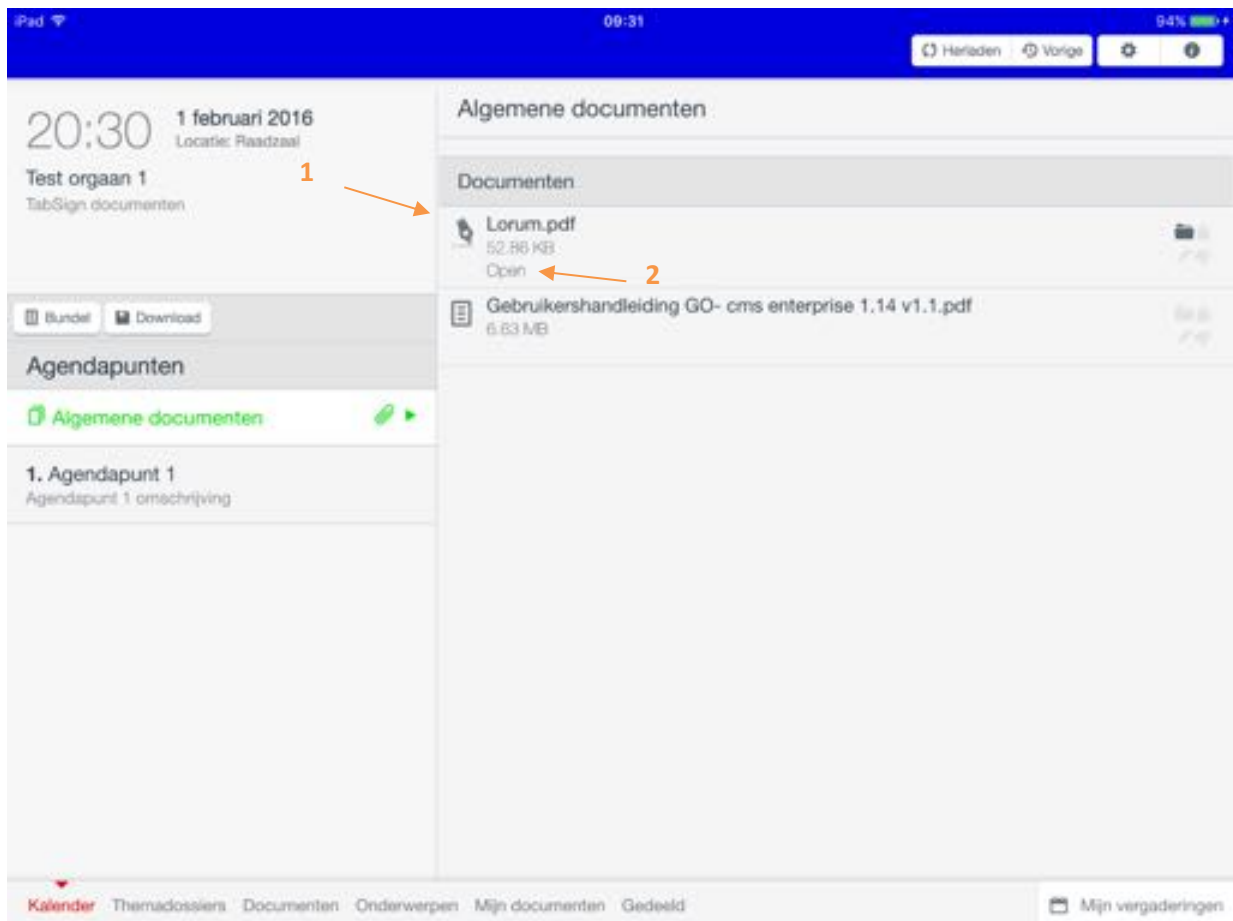 iPad
09:31
94%
Herladen
Vorige
20:30
1 februari 2016
Locatie: Raadzaal
Test orgaan 1
TabSign documenten
1
Bundel
Download
Agendapunten
Algemene documenten
1. Agendapunt 1
Agendapunt 1 omschrijving
Algemene documenten
Documenten
Lorum.pdf
52.86 KB
Open
2
Gebruikershandleiding GO- cms enterprise 1.14 v1.1.pdf
6.63 MB
Kalender Themadossiers Documenten Onderwerpen Mijn documenten Gedeeld
Mijn vergaderingen